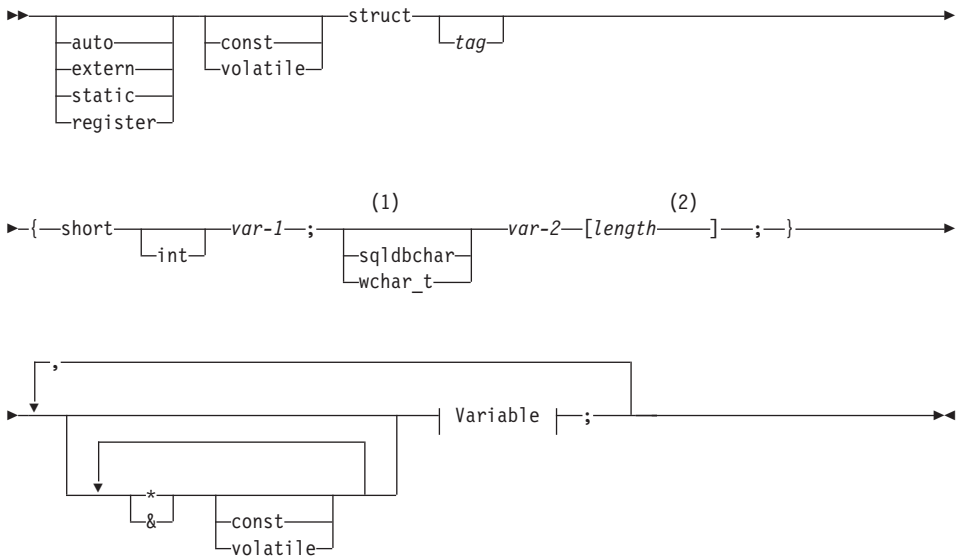 struct
auto const tag
extern volatile
static
register
(1) (2)
{ short var-1 ; var-2 [length ] ; }
int sqldbchar
wchar_t
,
Variable ;
*
& const
volatile